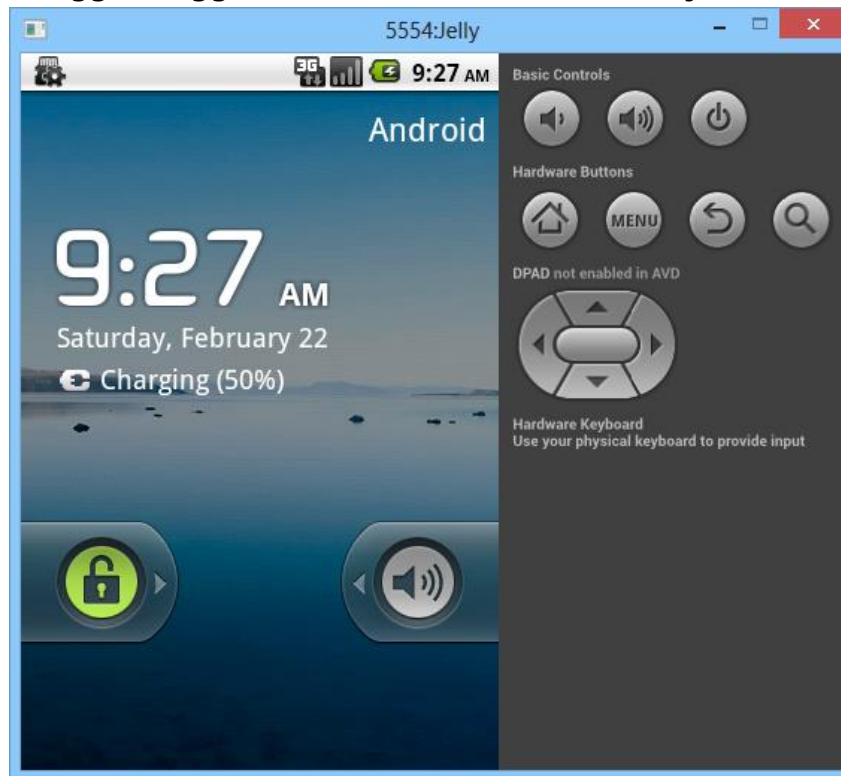 5554:Jelly
3G 9:27 AM
Android
9:27 AM
Saturday, February 22
Charging (50%)
Basic Controls
Hardware Buttons
MENU
DPAD not enabled in AVD
Hardware Keyboard
Use your physical keyboard to provide input